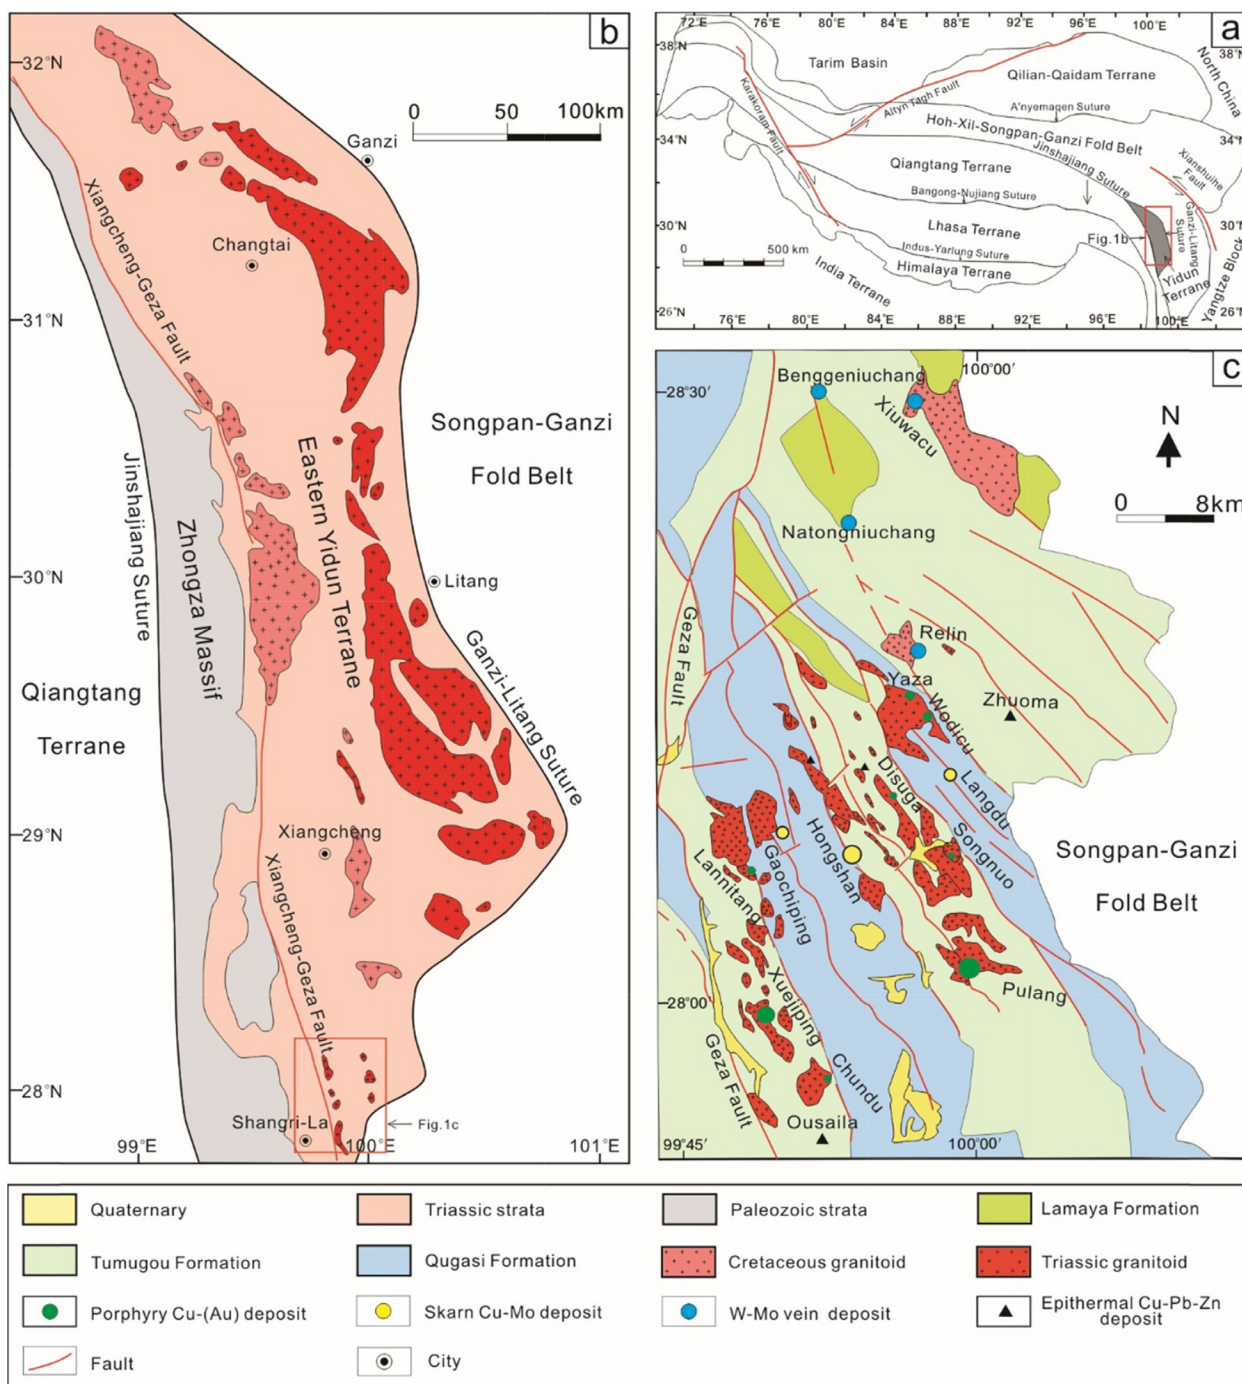 b
32°N
31°N
30°N
29°N
28°N
99°E
100°E
101°E
0 50 100km
Ganzi
Changtai
Xiangcheng-Geza Fault
Songpan-Ganzi
Fold Belt
Eastern Yidun Terrane
Jinshajiang Suture
Zhongza Massif
Litang
Ganzi-Litang Suture
Qiangtang
Terrane
Xiangcheng
Xiangcheng-Geza Fault
Shangri-La
Fig.1c
a
72°E 76°E 80°E 84°E 88°E 92°E 96°E 100°E
38°N
38°N
34°N
34°N
30°N
30°N
26°N
26°N
76°E 80°E 84°E 88°E 92°E 96°E 100°E
Tarim Basin
Qilian-Qaidam Terrane
North China
Karakoram Fault
Altyn Tagh Fault
A'nyemaqen Suture
Hoh-Xil-Songpan-Ganzi Fold Belt
Jinshajiang Suture
Xianshuihe
Fault
Qiangtang Terrane
Bangong-Nujiang Suture
Ganzi-Litang
Suture
Fig.1b
Lhasa Terrane
0 500 km
Indus-Yarlung Suture
Himalaya Terrane
India Terrane
Yidun
Terrane
Yangtze Block
c
28°30′
28°00′
99°45′
100°00′
100°00′
N
0 8km
Benggeniuchang
Xiuwacu
Natongniuchang
Geza Fault
Relin
Yaza
Wodicu
Zhuoma
Disuga
Langdu
Hongshan
Songnuo
Gaochiping
Lannitang
Songpan-Ganzi
Fold Belt
Pulang
Xuejiping
Chundu
Geza Fault
Ousaila
Quaternary
Triassic strata
Paleozoic strata
Lamaya Formation
Tumugou Formation
Qugasi Formation
Cretaceous granitoid
Triassic granitoid
Porphyry Cu-(Au) deposit
Skarn Cu-Mo deposit
W-Mo vein deposit
Epithermal Cu-Pb-Zn
deposit
Fault
City